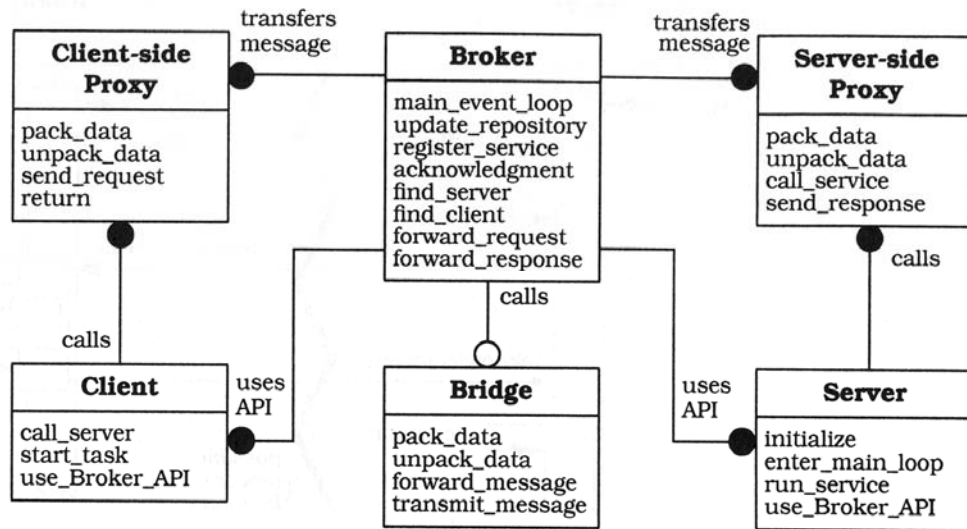 transfers
message
Client-side
Proxy
pack_data
unpack_data
send_request
return
Broker
main_event_loop
update_repository
register_service
acknowledgment
find_server
find_client
forward_request
forward_response
transfers
message
Server-side
Proxy
pack_data
unpack_data
call_service
send_response
calls
calls
calls
Client
call_server
start_task
use_Broker_API
uses
API
Bridge
pack_data
unpack_data
forward_message
transmit_message
uses
API
Server
initialize
enter_main_loop
run_service
use_Broker_API